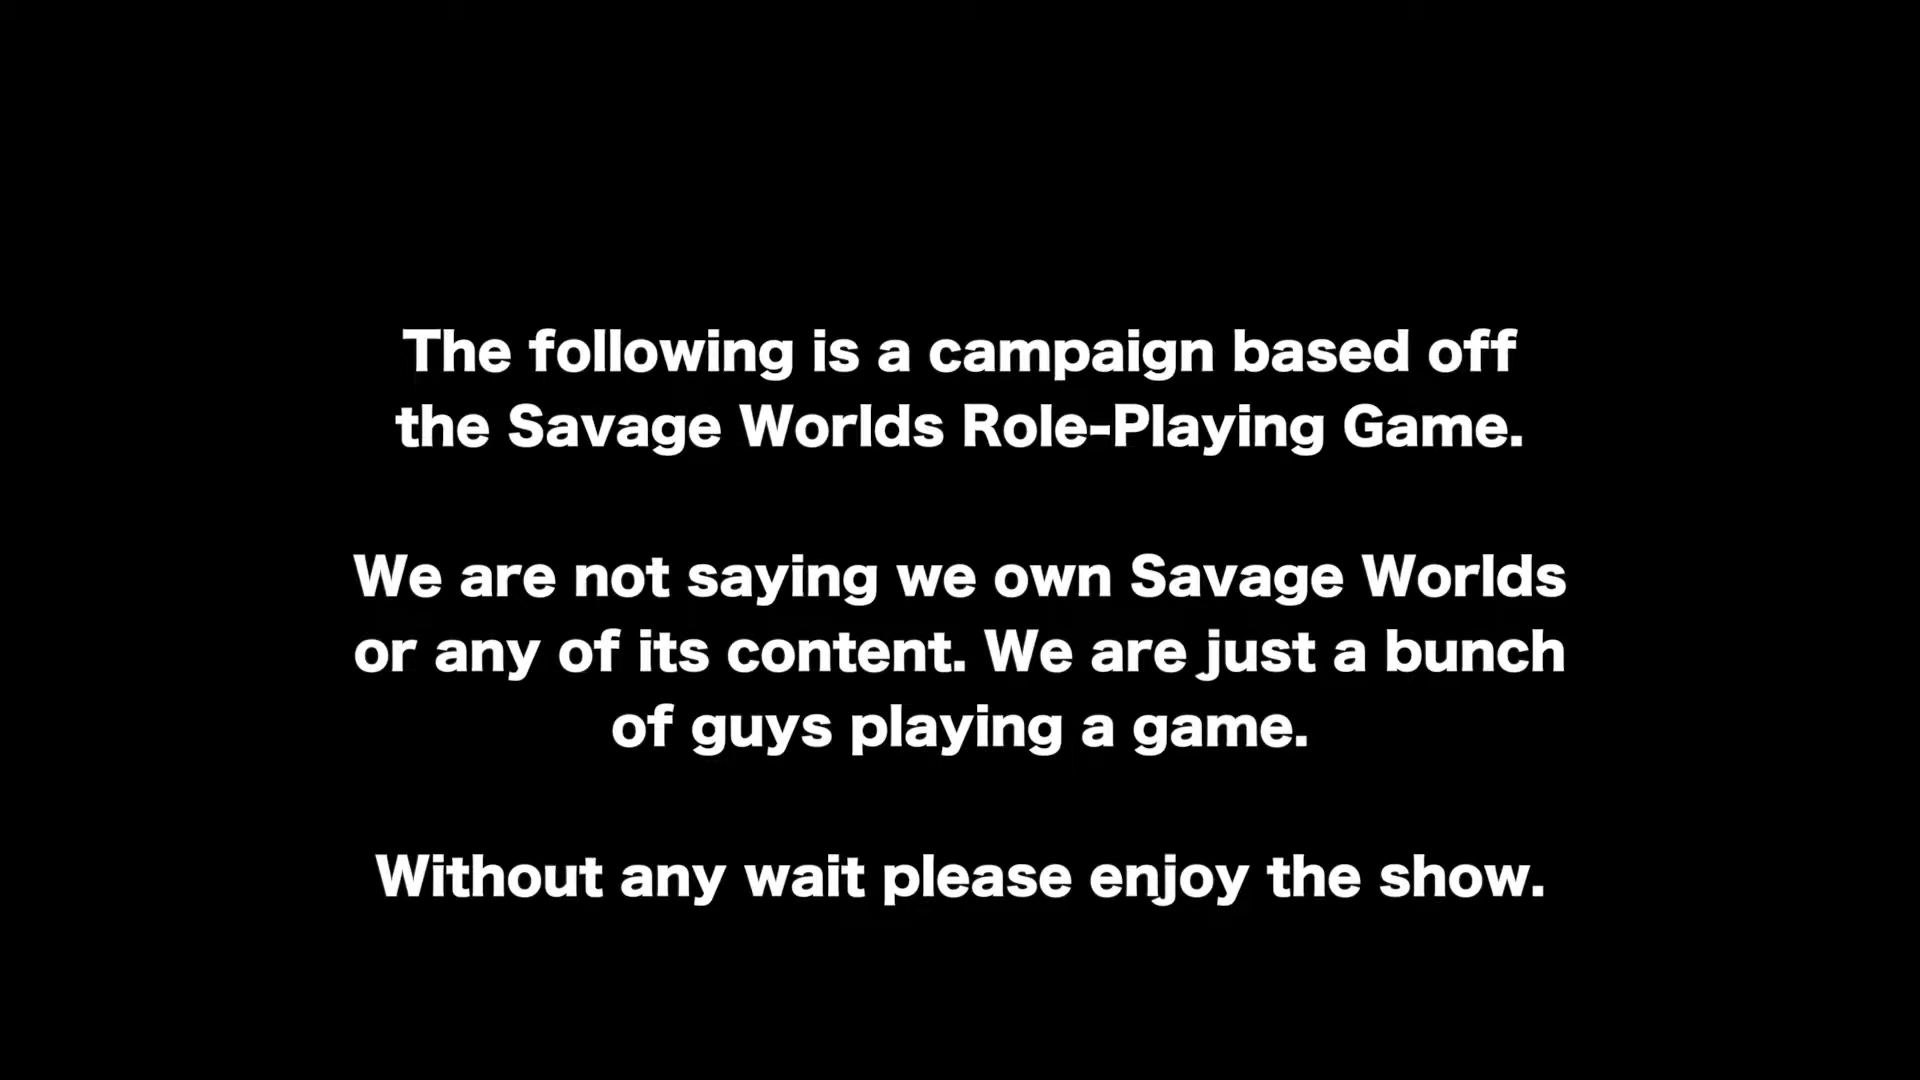 The following is a campaign based off
the Savage Worlds Role-Playing Game.
We are not saying we own Savage Worlds
or any of its content. We are just a bunch
of guys playing a game.
Without any wait please enjoy the show.